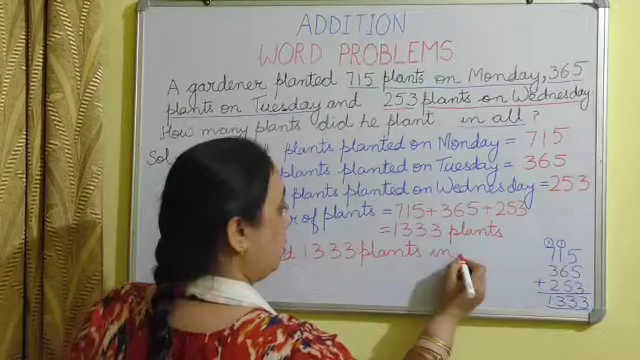 ADDITION
WORD PROBLEMS
A gardener planted 715 plants on Monday, 365
plants on Tuesday and 253 plants on Wednesday.
How many plants did he plant in all?
Sol
plants planted on Monday = 715
plants planted on Tuesday = 365
plants planted on Wednesday = 253
of plants = 715+365+253
= 1333 plants
1333 plants in
11
715
365
+ 253
1333